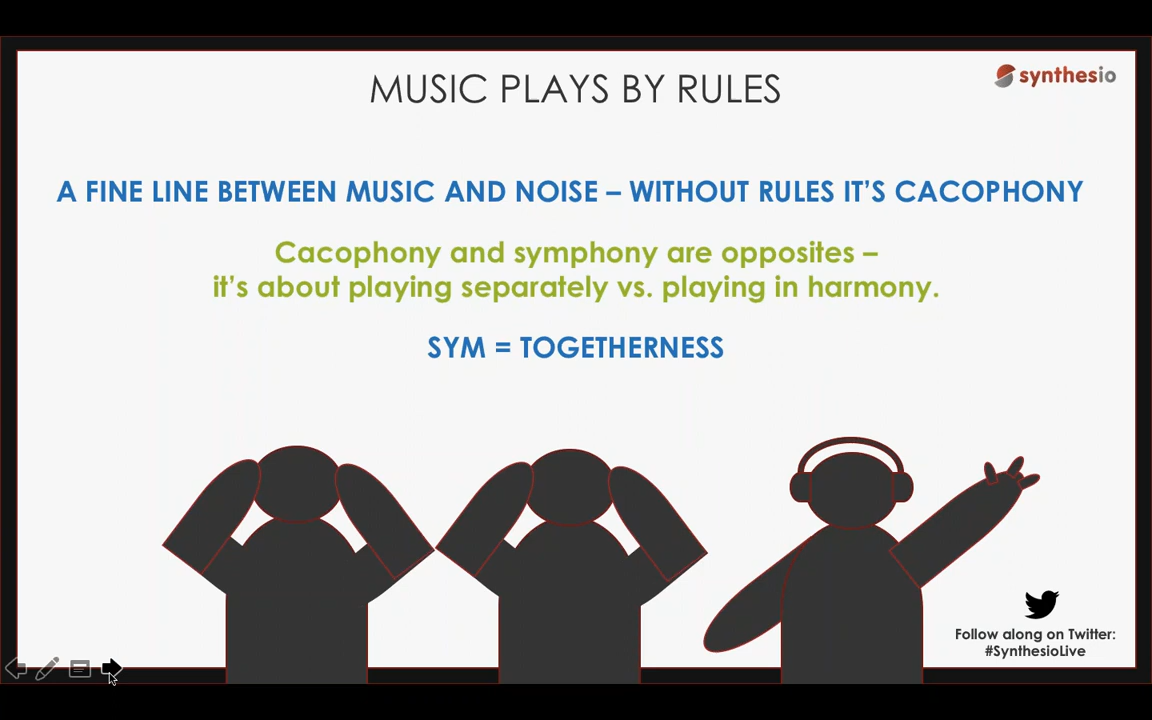 MUSIC PLAYS BY RULES
synthesio
A FINE LINE BETWEEN MUSIC AND NOISE – WITHOUT RULES IT'S CACOPHONY
Cacophony and symphony are opposites –
it's about playing separately vs. playing in harmony.
SYM = TOGETHERNESS
Follow along on Twitter:
#SynthesioLive